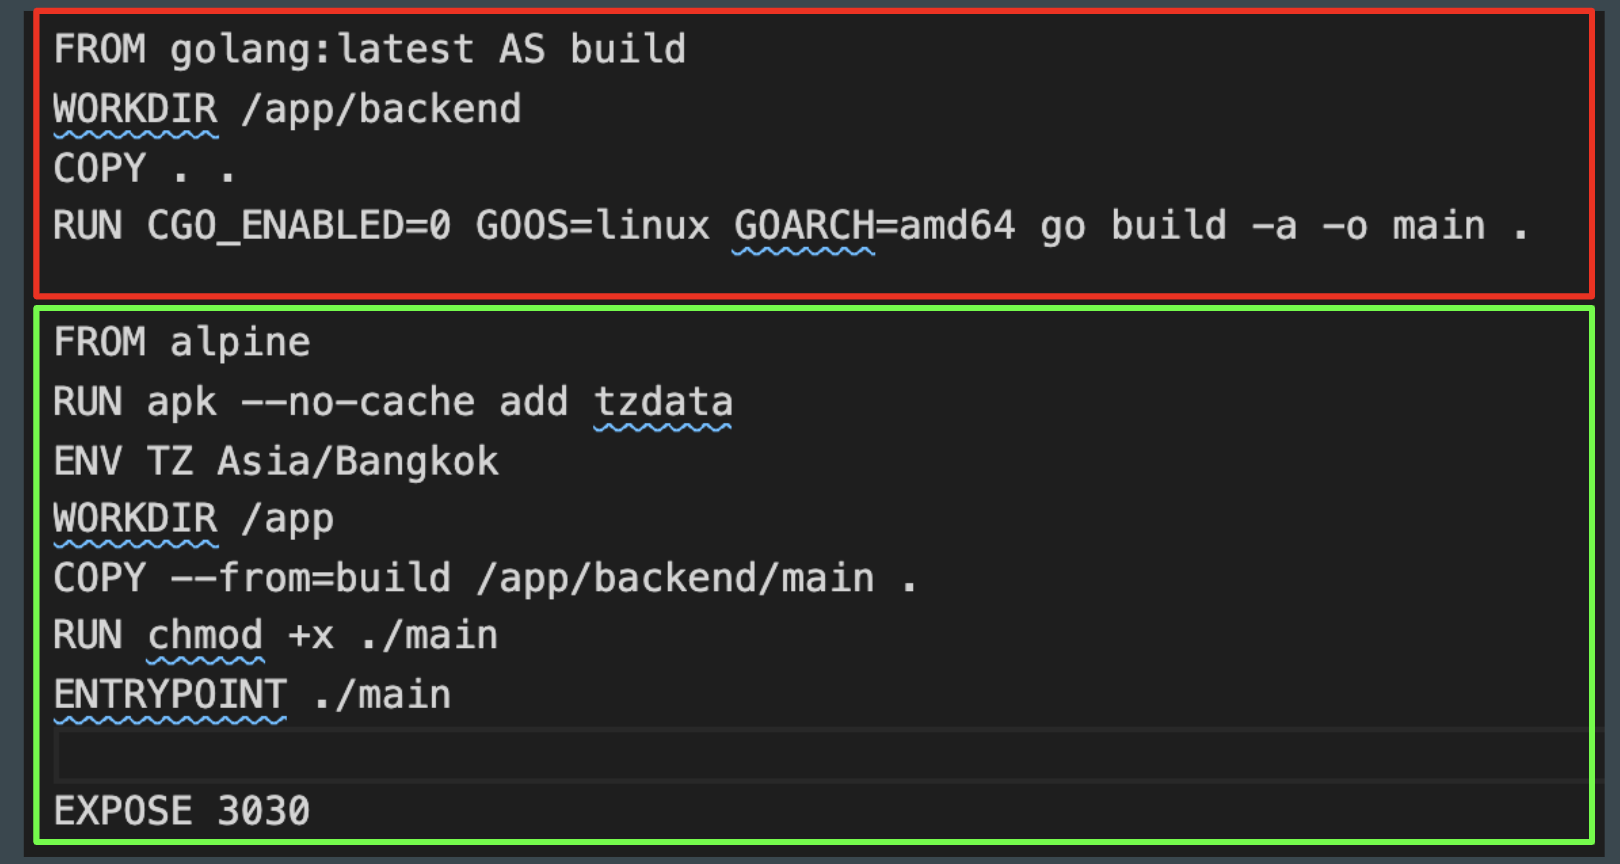 FROM golang:latest AS build
WORKDIR /app/backend
COPY . .
RUN CGO_ENABLED=0 GOOS=linux GOARCH=amd64 go build -a -o main .
FROM alpine
RUN apk --no-cache add tzdata
ENV TZ Asia/Bangkok
WORKDIR /app
COPY --from=build /app/backend/main .
RUN chmod +x ./main
ENTRYPOINT ./main
EXPOSE 3030